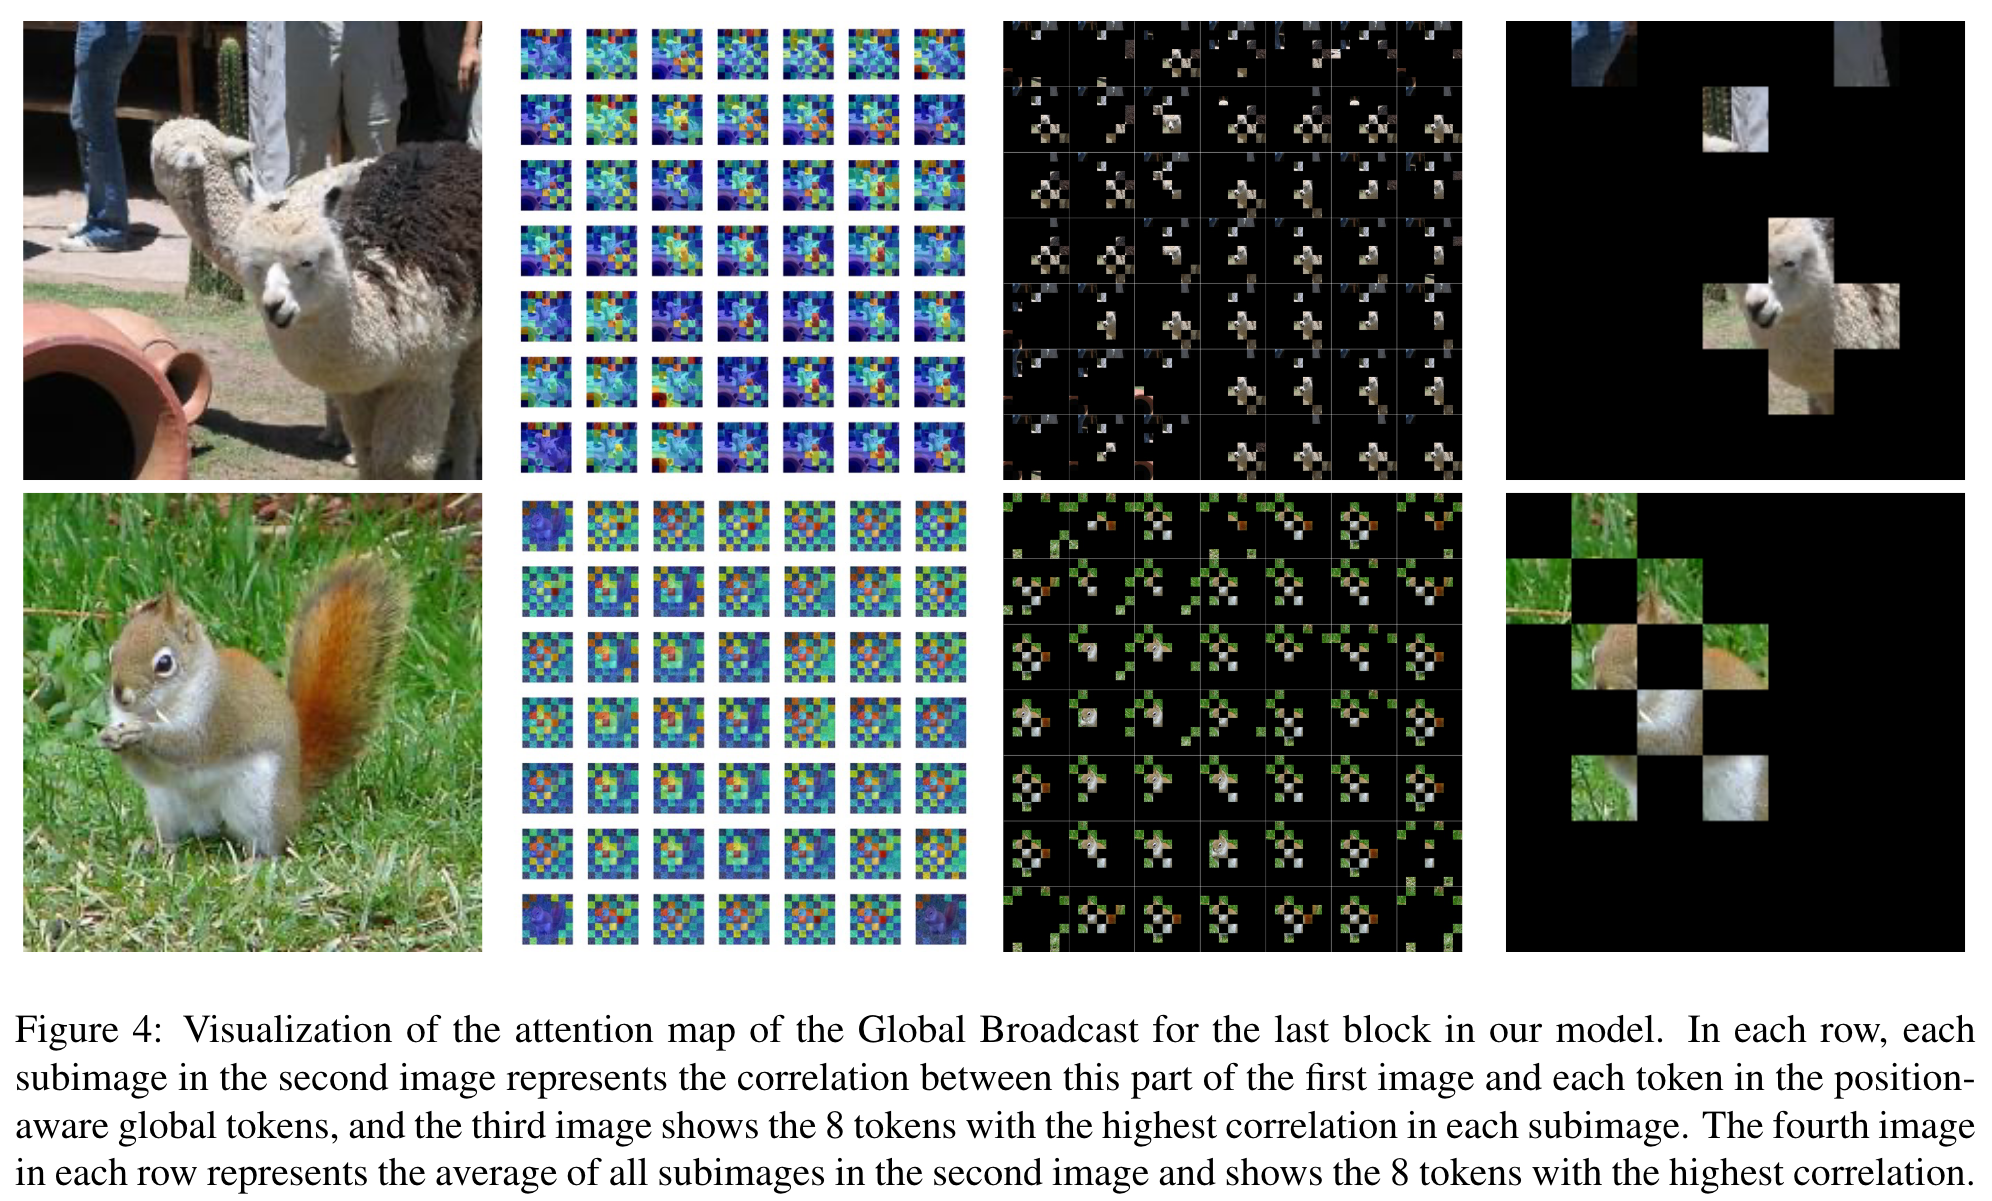 Figure 4: Visualization of the attention map of the Global Broadcast for the last block in our model. In each row, each
subimage in the second image represents the correlation between this part of the first image and each token in the position-
aware global tokens, and the third image shows the 8 tokens with the highest correlation in each subimage. The fourth image
in each row represents the average of all subimages in the second image and shows the 8 tokens with the highest correlation.